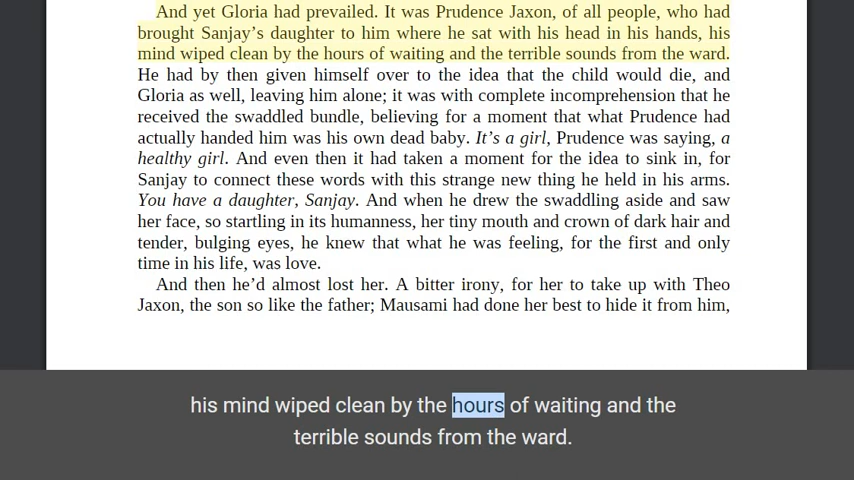 And yet Gloria had prevailed. It was Prudence Jaxon, of all people, who had
brought Sanjay’s daughter to him where he sat with his head in his hands, his
mind wiped clean by the hours of waiting and the terrible sounds from the ward.
He had by then given himself over to the idea that the child would die, and
Gloria as well, leaving him alone; it was with complete incomprehension that he
received the swaddled bundle, believing for a moment that what Prudence had
actually handed him was his own dead baby. It’s a girl, Prudence was saying, a
healthy girl. And even then it had taken a moment for the idea to sink in, for
Sanjay to connect these words with this strange new thing he held in his arms.
You have a daughter, Sanjay. And when he drew the swaddling aside and saw
her face, so startling in its humanness, her tiny mouth and crown of dark hair and
tender, bulging eyes, he knew that what he was feeling, for the first and only
time in his life, was love.
And then he’d almost lost her. A bitter irony, for her to take up with Theo
Jaxon, the son so like the father; Mausami had done her best to hide it from him,
his mind wiped clean by the hours of waiting and the
terrible sounds from the ward.